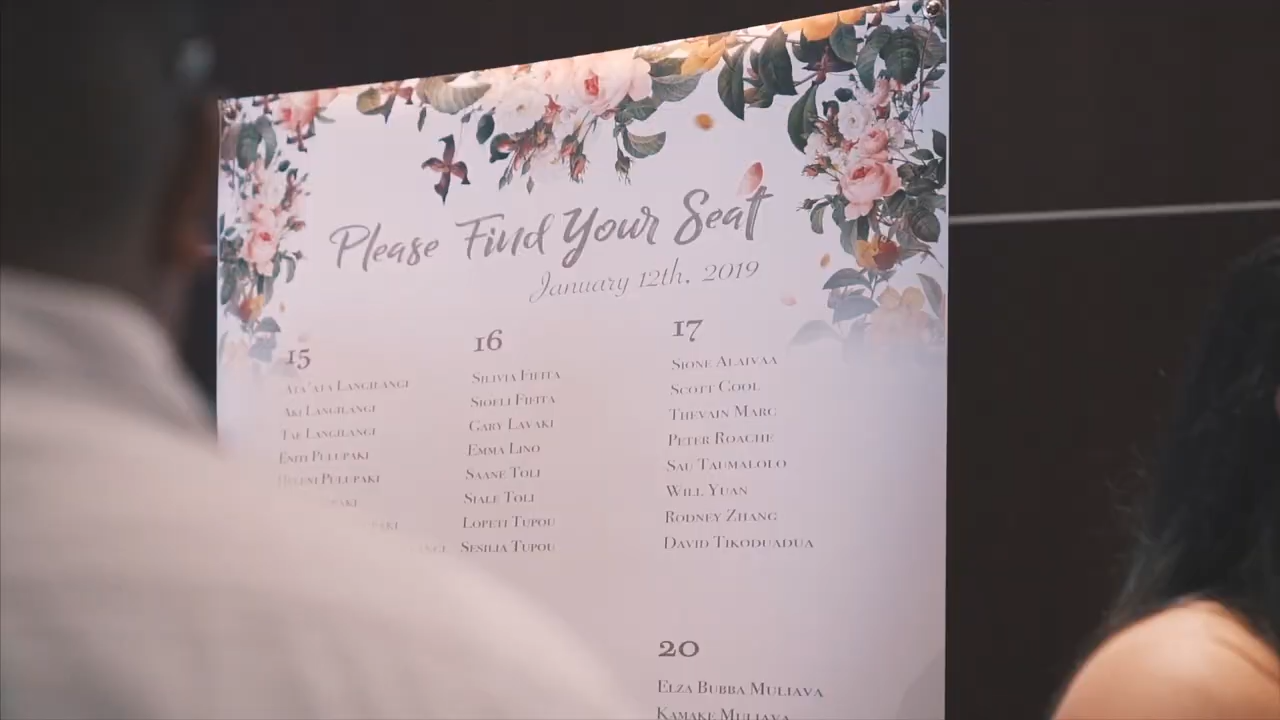 Please Find Your Seat
January 12th, 2019
15
Ata'ata Langilangi
Aki Langilangi
Tae Langilangi
Eniti Pulupaki
Pulupaki
16
Silivia Fifita
Sioeli Fifita
Gary Lavaki
Emma Lino
Saane Toli
Siale Toli
Lopeti Tupou
Sesilia Tupou
17
Sione Alaivaa
Scott Cool
Thevain Marc
Peter Roache
Sau Taumalolo
Will Yuan
Rodney Zhang
David Tikoduadua
20
Elza Bubba Muliava
Kamake Muliava